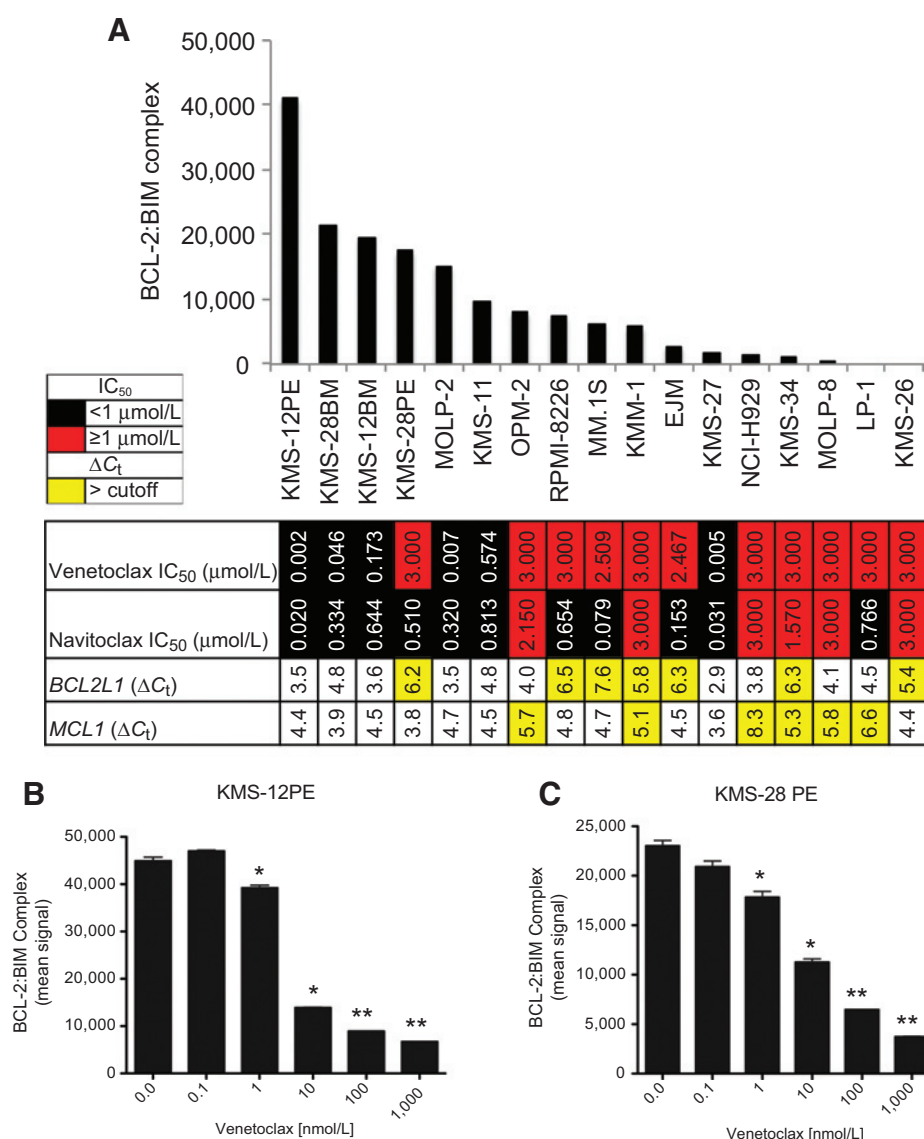 A
50,000
40,000
30,000
20,000
10,000
0
BCL-2:BIM complex
KMS-12PE
KMS-28BM
KMS-12BM
KMS-28PE
MOLP-2
KMS-11
OPM-2
RPMI-8226
MM.1S
KMM-1
EJM
KMS-27
NCI-H929
KMS-34
MOLP-8
LP-1
KMS-26
IC50
<1 μmol/L
≥1 μmol/L
ΔCt
> cutoff
Venetoclax IC50 (μmol/L) 0.002 0.046 0.173 3.000 0.007 0.574 3.000 3.000 2.509 3.000 2.467 0.005 3.000 3.000 3.000 3.000 3.000
Navitoclax IC50 (μmol/L) 0.020 0.334 0.644 0.510 0.320 0.813 2.150 0.654 0.079 3.000 0.153 0.031 3.000 1.570 3.000 0.766 3.000
BCL2L1 (ΔCt) 3.5 4.8 3.6 6.2 3.5 4.8 4.0 6.5 7.6 5.8 6.3 2.9 3.8 6.3 4.1 4.5 5.4
MCL1 (ΔCt) 4.4 3.9 4.5 3.8 4.7 4.5 5.7 4.8 4.7 5.1 4.5 3.6 8.3 5.3 5.8 6.6 4.4
B
KMS-12PE
BCL-2:BIM Complex
(mean signal)
50,000
40,000
30,000
20,000
10,000
0
*
*
**
**
0.0
0.1
1
10
100
1,000
Venetoclax [nmol/L]
C
KMS-28 PE
BCL-2:BIM Complex
(mean signal)
25,000
20,000
15,000
10,000
5,000
0
*
*
**
**
0.0
0.1
1
10
100
1,000
Venetoclax [nmol/L]